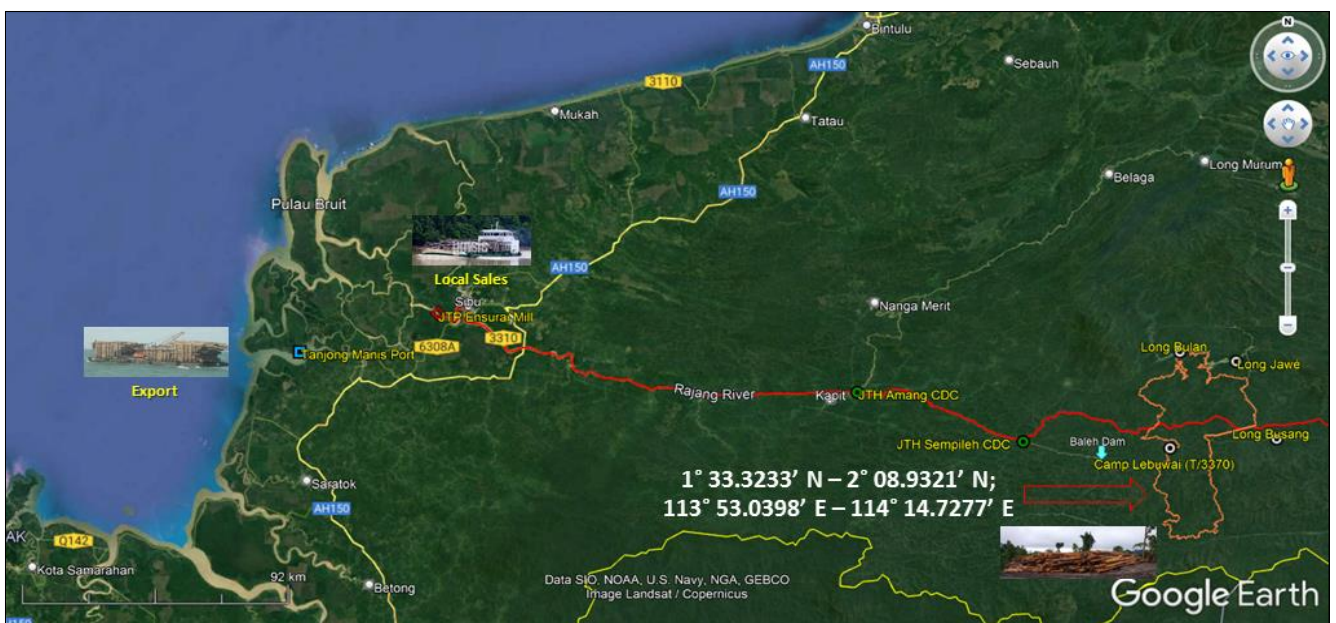 N
Bintulu
AH150
Sebauh
3110
Mukah
Tatau
Long Murum
Belaga
AH150
Pulau Bruit
Local Sales
AH150
Sibu
JTP Ensurai Mill
Nanga Merit
3310
6308A
Tanjong Manis Port
Long Bulan
Long Jawe
Export
Rajang River
Kapit
JTH Amang CDC
JTH Sempileh CDC
Baleh Dam
Long Busang
Camp Lebuwai (T/3370)
1° 33.3233’ N – 2° 08.9321’ N;
113° 53.0398’ E – 114° 14.7277’ E
Saratok
AH150
AK
Q142
Kota Samarahan
92 km
Betong
Data SIO, NOAA, U.S. Navy, NGA, GEBCO
Image Landsat / Copernicus
Google Earth